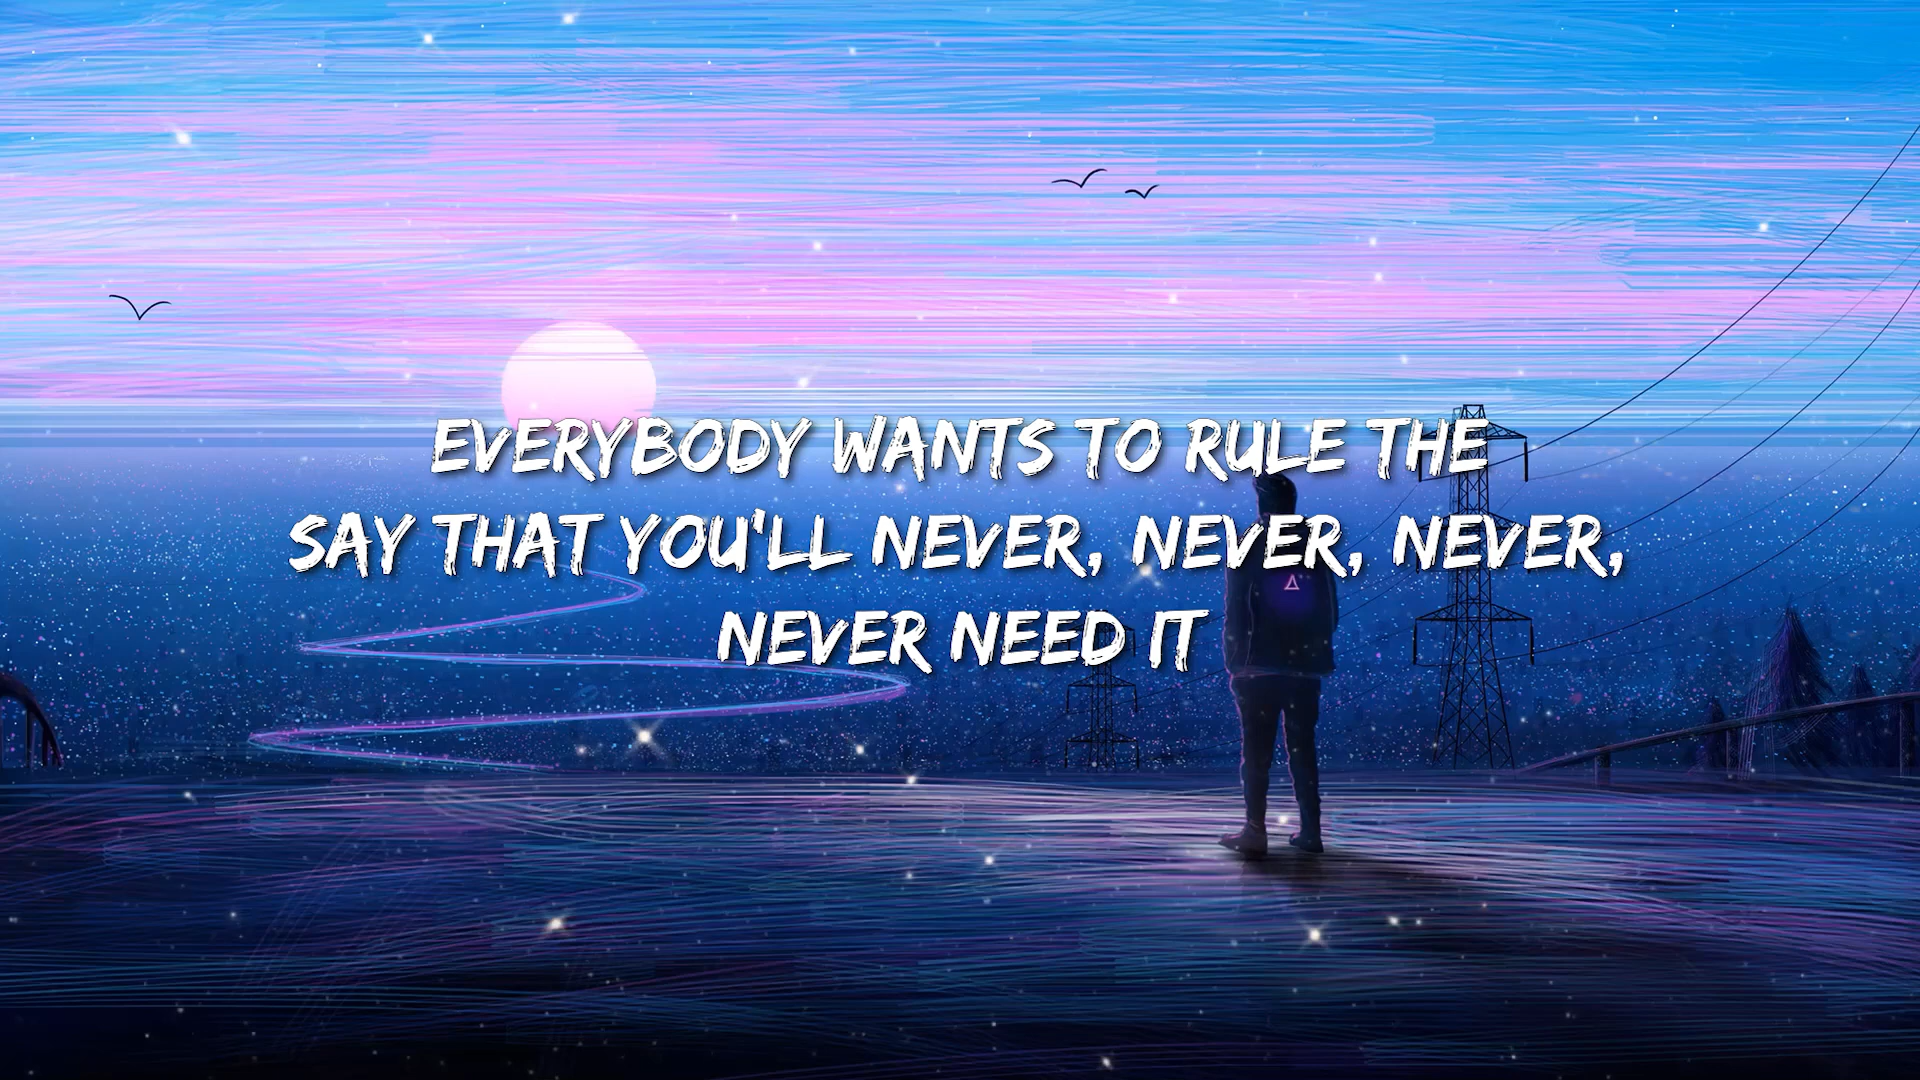 EVERYBODY WANTS TO RULE THE
SAY THAT YOU'LL NEVER, NEVER, NEVER,
NEVER NEED IT